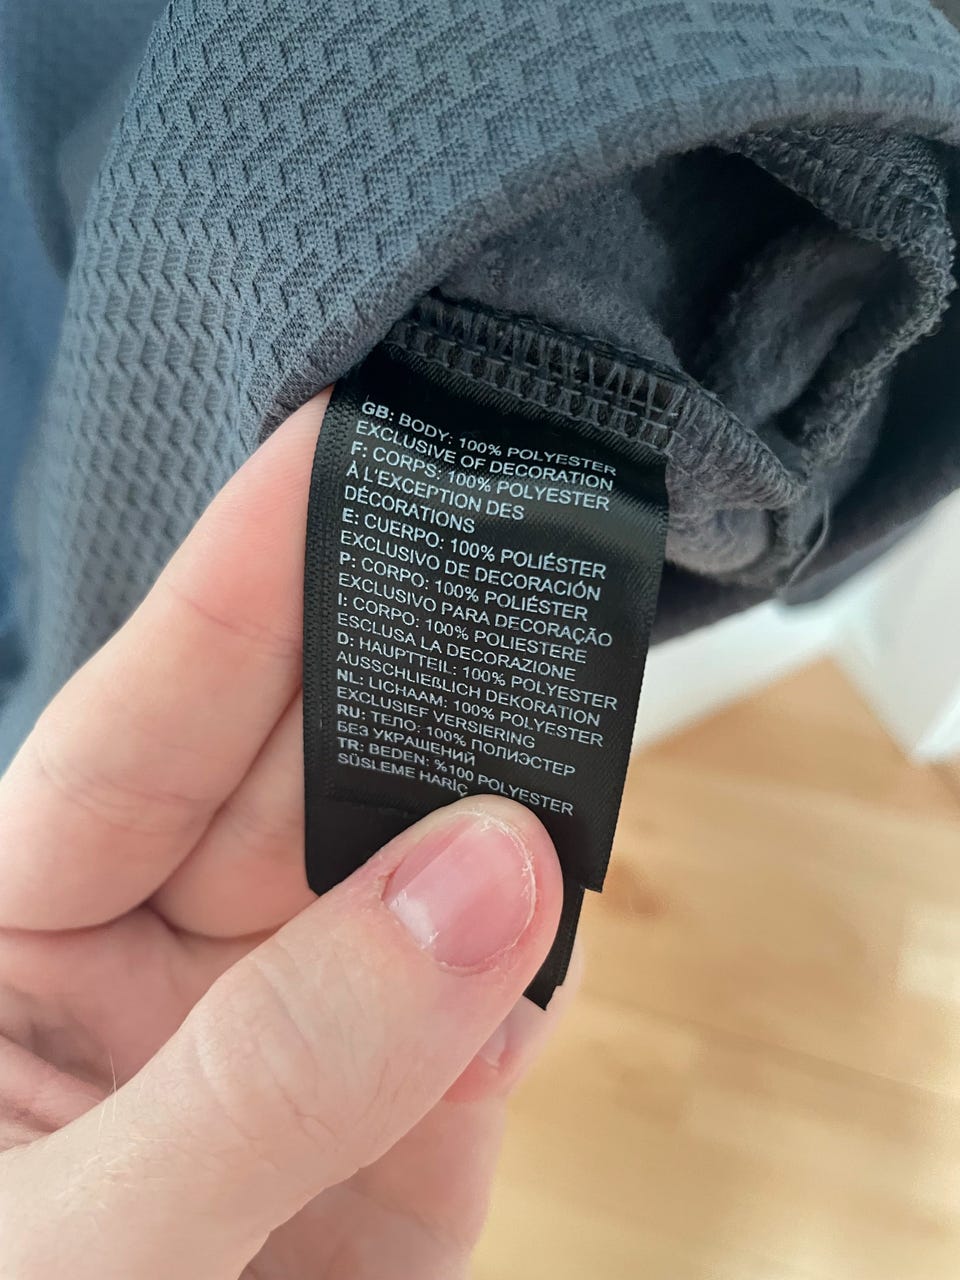 GB: BODY: 100% POLYESTER
EXCLUSIVE OF DECORATION
F: CORPS: 100% POLYESTER
À L'EXCEPTION DES
DÉCORATIONS
E: CUERPO: 100% POLIÉSTER
EXCLUSIVO DE DECORACIÓN
P: CORPO: 100% POLIÉSTER
EXCLUSIVO PARA DECORAÇÃO
I: CORPO: 100% POLIESTERE
ESCLUSA LA DECORAZIONE
D: HAUPTTEIL: 100% POLYESTER
AUSSCHLIEßLICH DEKORATION
NL: LICHAAM: 100% POLYESTER
EXCLUSIEF VERSIERING
RU: ТЕЛО: 100% ПОЛИЭСТЕР
БЕЗ УКРАШЕНИЙ
TR: BEDEN: %100 POLYESTER
SÜSLEME HARİÇ